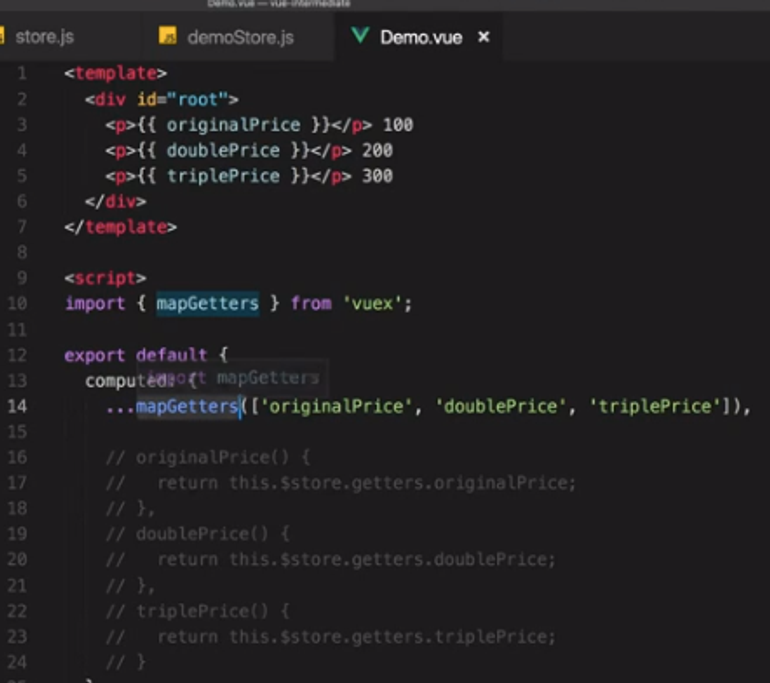 Demo.vue — vue-intermediate
store.js
demoStore.js
Demo.vue ×
1 <template>
2 <div id="root">
3 <p>{{ originalPrice }}</p> 100
4 <p>{{ doublePrice }}</p> 200
5 <p>{{ triplePrice }}</p> 300
6 </div>
7 </template>
8
9 <script>
10 import { mapGetters } from 'vuex';
11
12 export default {
import mapGetters
13 computed: {
14 ...mapGetters(['originalPrice', 'doublePrice', 'triplePrice']),
15
16 // originalPrice() {
17 //   return this.$store.getters.originalPrice;
18 // },
19 // doublePrice() {
20 //   return this.$store.getters.doublePrice;
21 // },
22 // triplePrice() {
23 //   return this.$store.getters.triplePrice;
24 // }